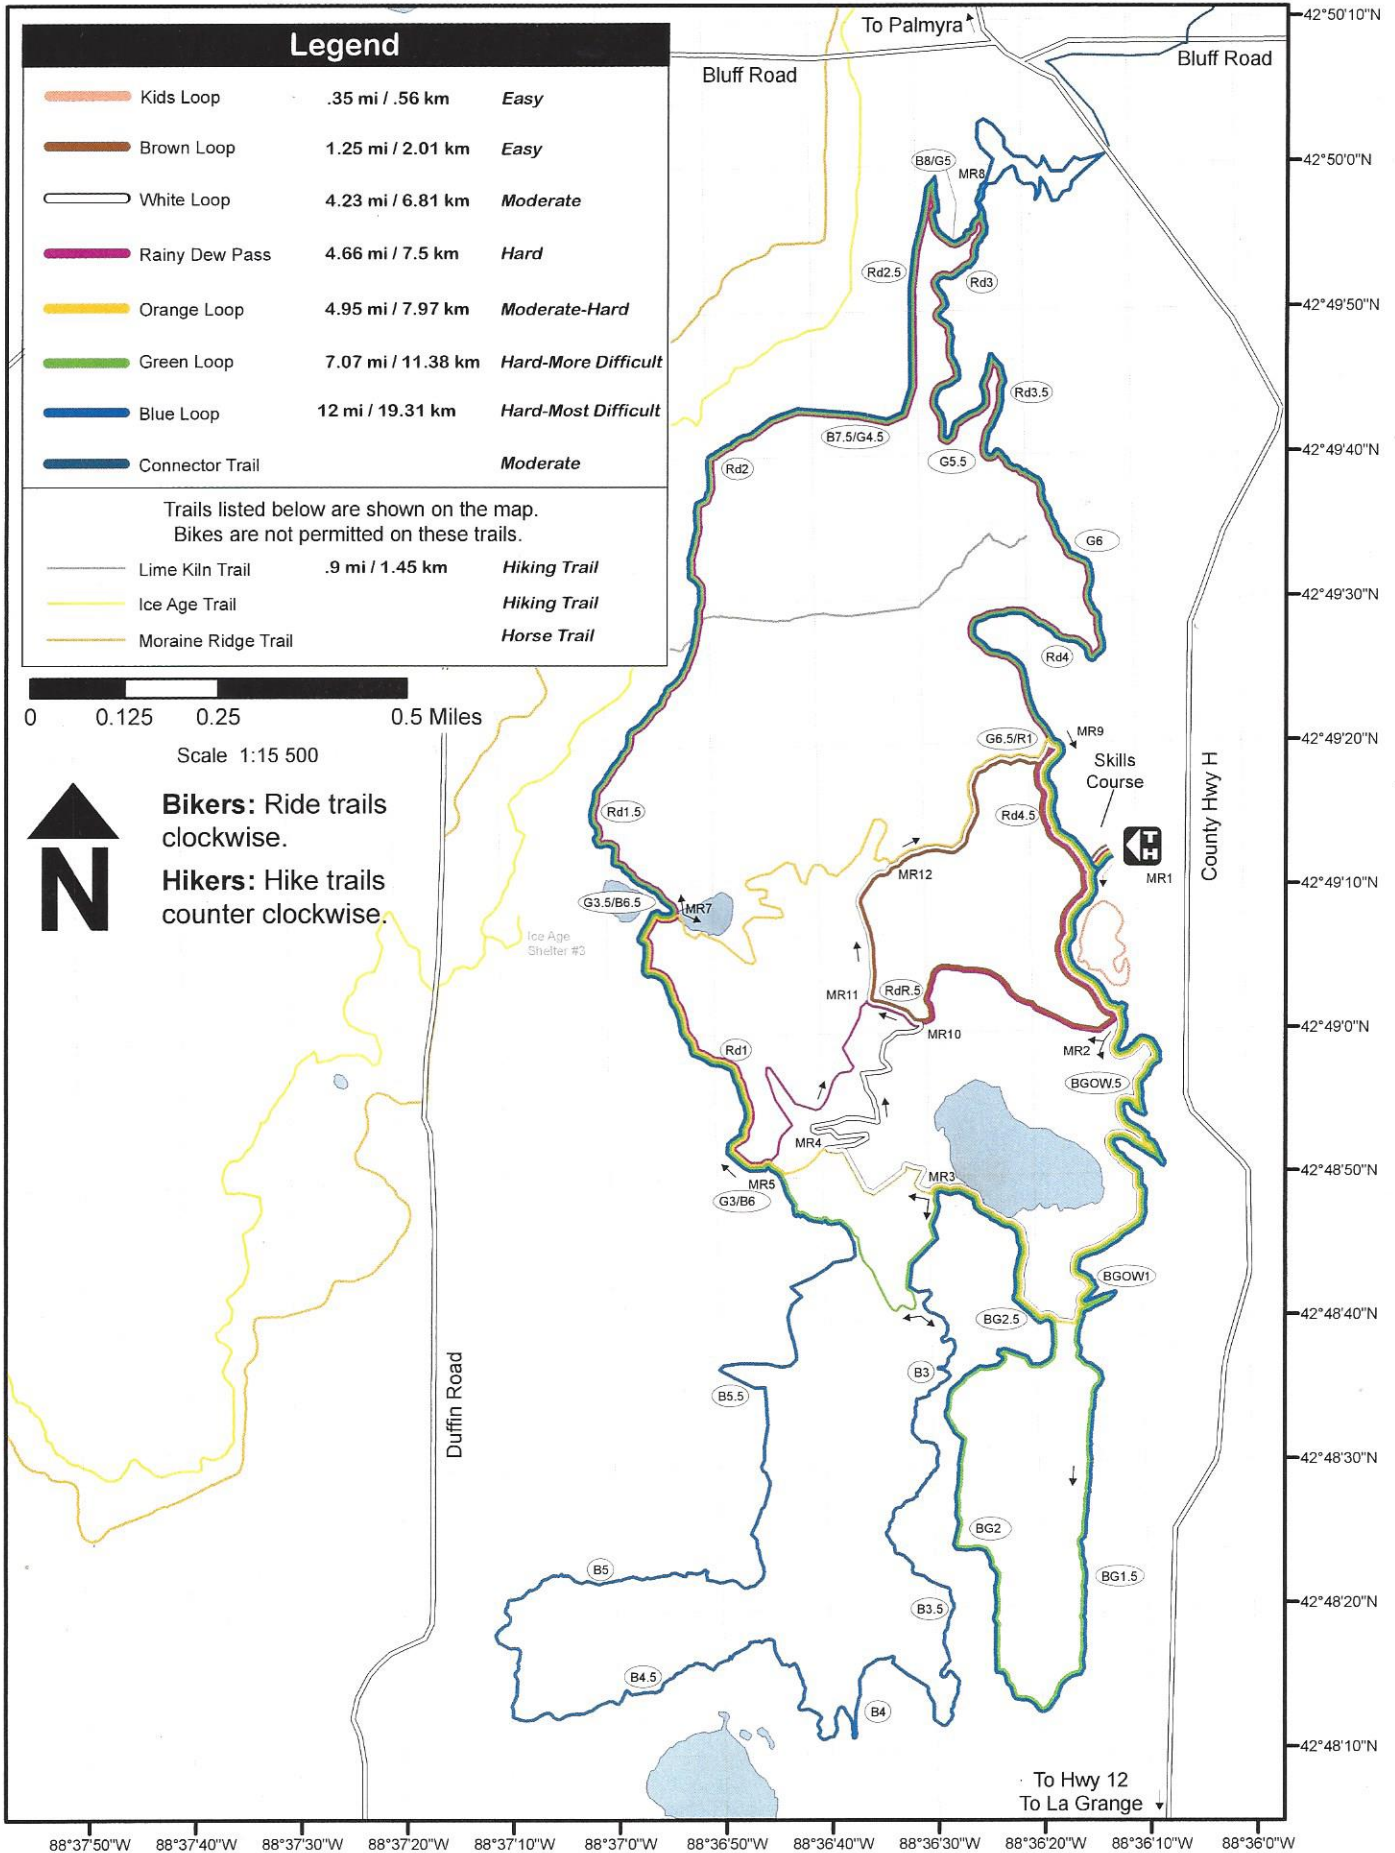 To Palmyra
Bluff Road
Bluff Road
42°50'10"N
Legend
Kids Loop .35 mi / .56 km Easy
Brown Loop 1.25 mi / 2.01 km Easy
White Loop 4.23 mi / 6.81 km Moderate
Rainy Dew Pass 4.66 mi / 7.5 km Hard
Orange Loop 4.95 mi / 7.97 km Moderate-Hard
Green Loop 7.07 mi / 11.38 km Hard-More Difficult
Blue Loop 12 mi / 19.31 km Hard-Most Difficult
Connector Trail Moderate
Trails listed below are shown on the map.
Bikes are not permitted on these trails.
Lime Kiln Trail .9 mi / 1.45 km Hiking Trail
Ice Age Trail Hiking Trail
Moraine Ridge Trail Horse Trail
0 0.125 0.25 0.5 Miles
Scale 1:15 500
N
Bikers: Ride trails
clockwise.
Hikers: Hike trails
counter clockwise.
B8/G5
MR8
42°50'0"N
Rd2.5
Rd3
42°49'50"N
Rd3.5
B7.5/G4.5
G5.5
42°49'40"N
Rd2
G6
42°49'30"N
Rd4
G6.5/R1
MR9
42°49'20"N
Skills
Course
County Hwy H
Rd1.5
Rd4.5
TH
MR1
MR12
42°49'10"N
G3.5/B6.5
MR7
Ice Age
Shelter #3
RdR.5
MR11
MR10
42°49'0"N
Rd1
MR2
BGOW.5
MR4
MR3
42°48'50"N
MR5
G3/B6
BGOW1
BG2.5
42°48'40"N
B3
B5.5
Duffin Road
42°48'30"N
BG2
B5
BG1.5
B3.5
42°48'20"N
B4.5
B4
42°48'10"N
To Hwy 12
To La Grange
88°37'50"W 88°37'40"W 88°37'30"W 88°37'20"W 88°37'10"W 88°37'0"W 88°36'50"W 88°36'40"W 88°36'30"W 88°36'20"W 88°36'10"W 88°36'0"W